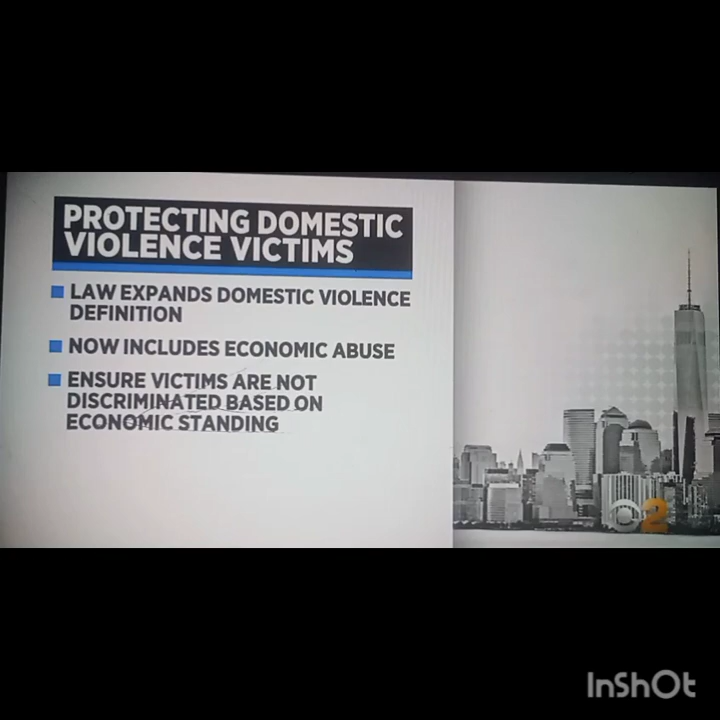 PROTECTING DOMESTIC
VIOLENCE VICTIMS
LAW EXPANDS DOMESTIC VIOLENCE
DEFINITION
NOW INCLUDES ECONOMIC ABUSE
ENSURE VICTIMS ARE NOT
DISCRIMINATED BASED ON
ECONOMIC STANDING
2
InShOt